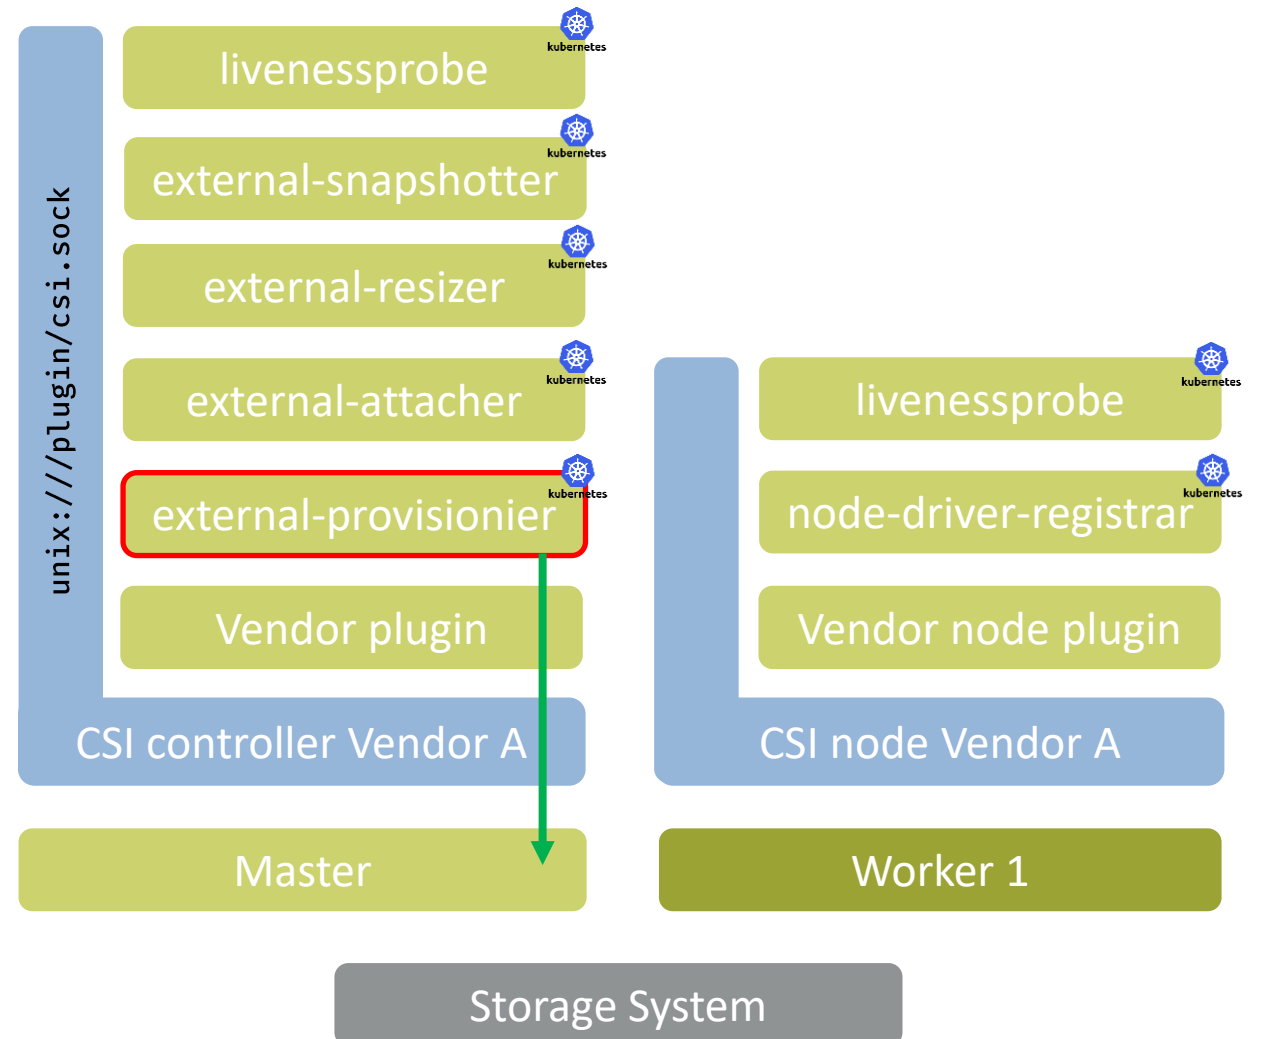 kubernetes
livenessprobe
kubernetes
external-snapshotter
kubernetes
external-resizer
kubernetes
external-attacher
kubernetes
external-provisionier
Vendor plugin
CSI controller Vendor A
unix:///plugin/csi.sock
Master
kubernetes
livenessprobe
kubernetes
node-driver-registrar
Vendor node plugin
CSI node Vendor A
Worker 1
Storage System